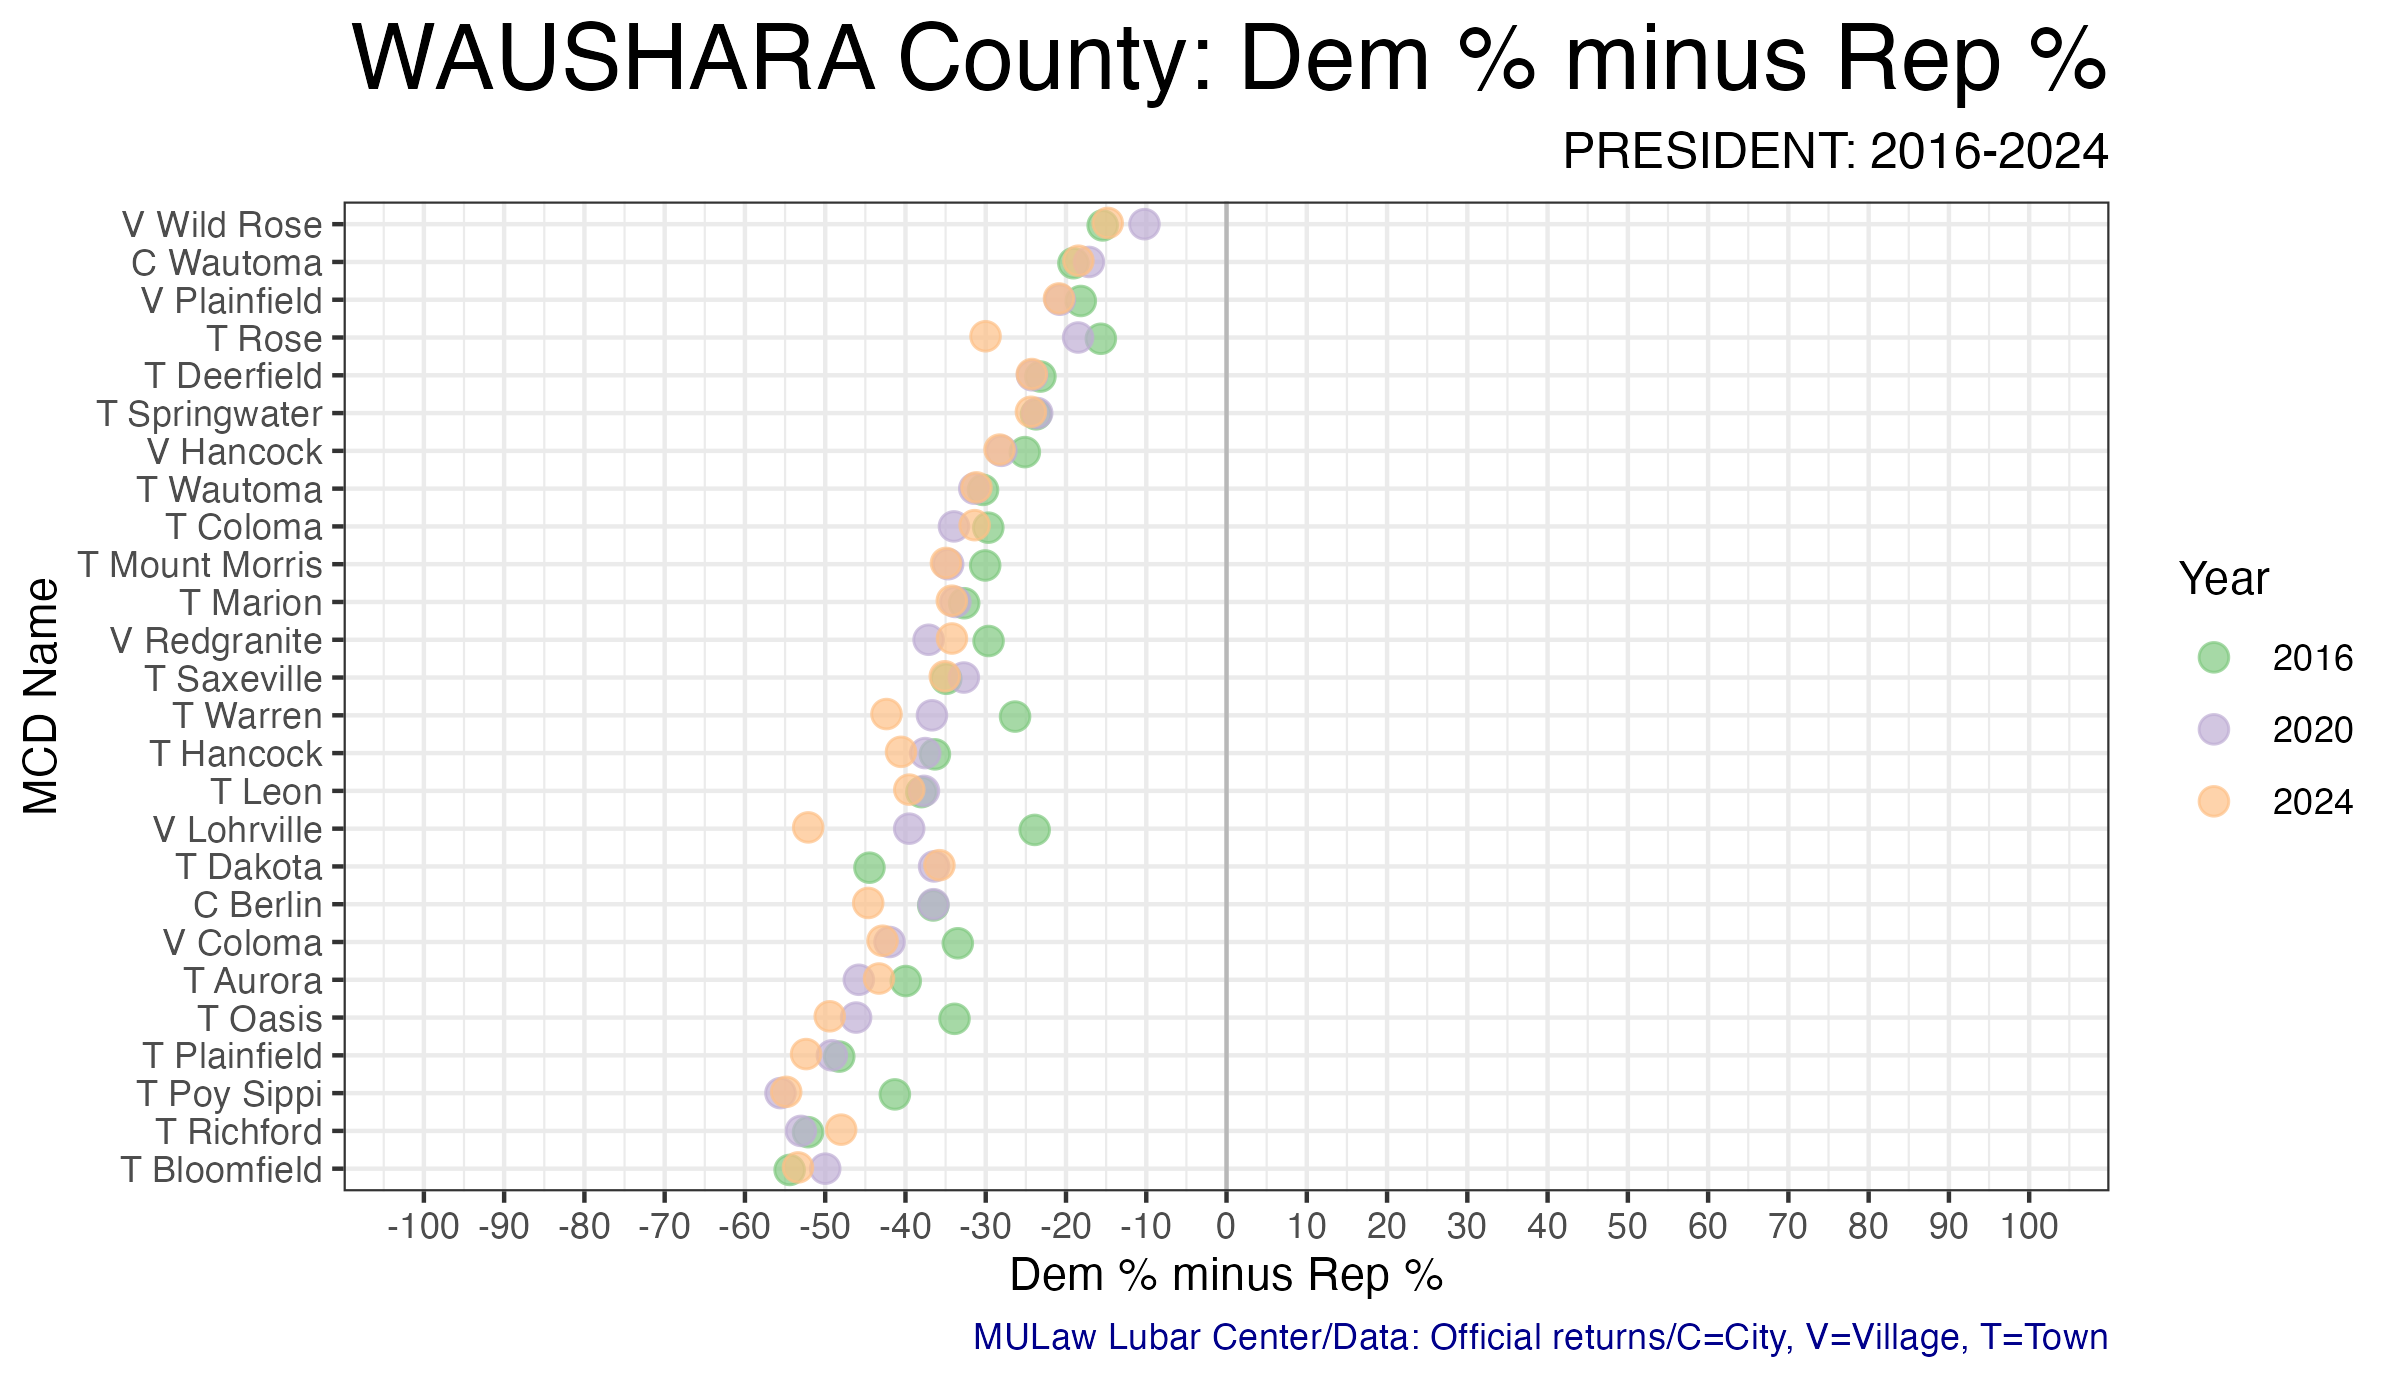 WAUSHARA County: Dem % minus Rep %
PRESIDENT: 2016-2024
MCD Name
V Wild Rose
C Wautoma
V Plainfield
T Rose
T Deerfield
T Springwater
V Hancock
T Wautoma
T Coloma
T Mount Morris
T Marion
V Redgranite
T Saxeville
T Warren
T Hancock
T Leon
V Lohrville
T Dakota
C Berlin
V Coloma
T Aurora
T Oasis
T Plainfield
T Poy Sippi
T Richford
T Bloomfield
-100 -90 -80 -70 -60 -50 -40 -30 -20 -10 0 10 20 30 40 50 60 70 80 90 100
Dem % minus Rep %
Year
2016
2020
2024
MULaw Lubar Center/Data: Official returns/C=City, V=Village, T=Town